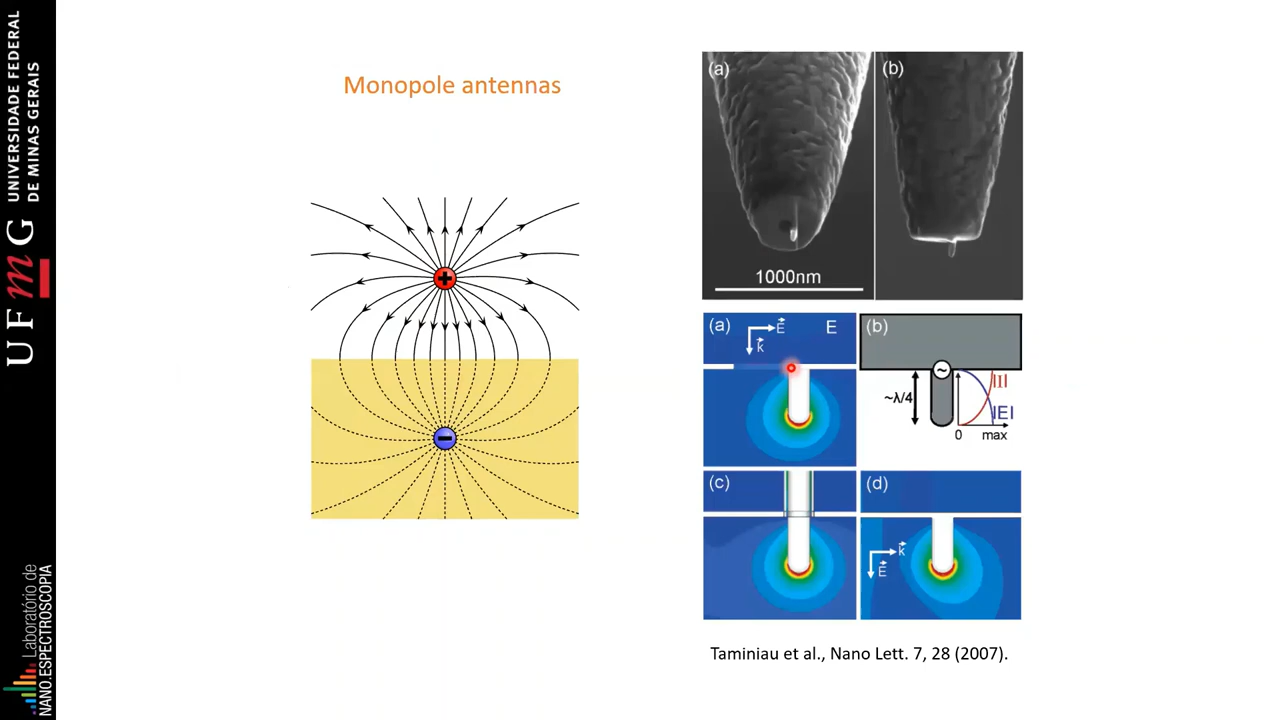 UNIVERSIDADE FEDERAL
DE MINAS GERAIS
UFmG
Laboratório de
NANO.ESPECTROSCOPIA
Monopole antennas
+
−
(a)
(b)
1000nm
(a)
E
k
E
(b)
~
~λ/4
|I|
|E|
0
max
(c)
(d)
k
E
Taminiau et al., Nano Lett. 7, 28 (2007).